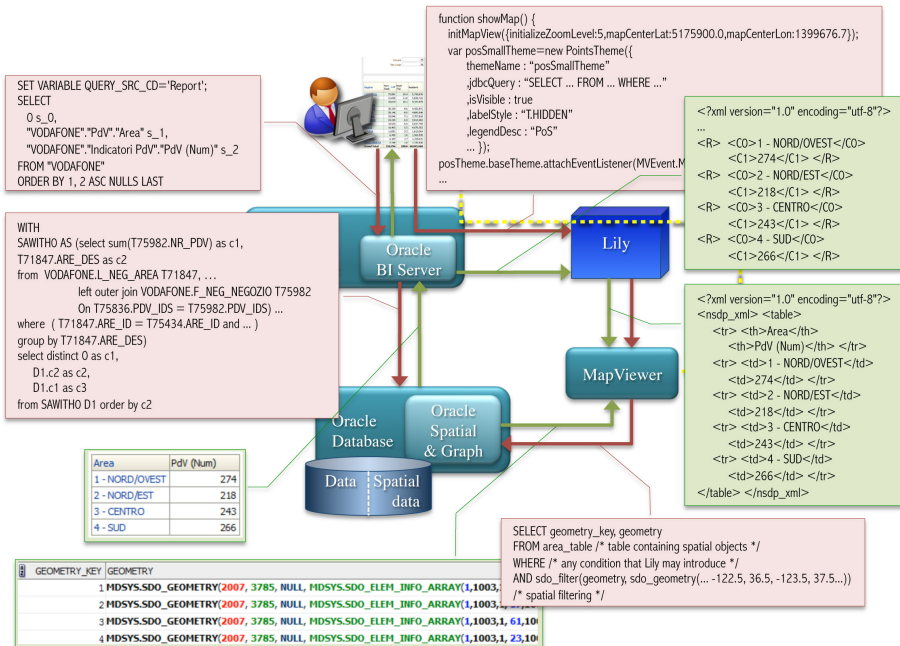 function showMap() {
initMapView({initializeZoomLevel:5,mapCenterLat:5175900.0,mapCenterLon:1399676.7});
var posSmallTheme=new PointsTheme({
themeName : “posSmallTheme”
,jdbcQuery : “SELECT ... FROM ... WHERE ...”
,isVisible : true
,labelStyle : “T.HIDDEN”
,legendDesc : “PoS”
... });
posTheme.baseTheme.attachEventListener(MVEvent.M
...
SET VARIABLE QUERY_SRC_CD='Report';
SELECT
0 s_0,
"VODAFONE"."PdV"."Area" s_1,
"VODAFONE"."Indicatori PdV"."PdV (Num)" s_2
FROM "VODAFONE"
ORDER BY 1, 2 ASC NULLS LAST
<?xml version="1.0" encoding="utf-8"?>
...
<R> <C0>1 - NORD/OVEST</C0>
<C1>274</C1> </R>
<R> <C0>2 - NORD/EST</C0>
<C1>218</C1> </R>
<R> <C0>3 - CENTRO</C0>
<C1>243</C1> </R>
<R> <C0>4 - SUD</C0>
<C1>266</C1> </R>
WITH
SAWITH0 AS (select sum(T75982.NR_PDV) as c1,
T71847.ARE_DES as c2
from VODAFONE.L_NEG_AREA T71847, ...
left outer join VODAFONE.F_NEG_NEGOZIO T75982
On T75836.PDV_IDS = T75982.PDV_IDS) ...
where ( T71847.ARE_ID = T75434.ARE_ID and ... )
group by T71847.ARE_DES)
select distinct 0 as c1,
D1.c2 as c2,
D1.c1 as c3
from SAWITH0 D1 order by c2
Oracle
BI Server
Lily
MapViewer
Oracle
Database
Oracle
Spatial
& Graph
Data
Spatial
data
<?xml version="1.0" encoding="utf-8"?>
<nsdp_xml> <table>
<tr> <th>Area</th>
<th>PdV (Num)</th> </tr>
<tr> <td>1 - NORD/OVEST</td>
<td>274</td> </tr>
<tr> <td>2 - NORD/EST</td>
<td>218</td> </tr>
<tr> <td>3 - CENTRO</td>
<td>243</td> </tr>
<tr> <td>4 - SUD</td>
<td>266</td> </tr>
</table> </nsdp_xml>
Area PdV (Num)
1 - NORD/OVEST 274
2 - NORD/EST 218
3 - CENTRO 243
4 - SUD 266
SELECT geometry_key, geometry
FROM area_table /* table containing spatial objects */
WHERE /* any condition that Lily may introduce */
AND sdo_filter(geometry, sdo_geometry(... -122.5, 36.5, -123.5, 37.5...))
/* spatial filtering */
GEOMETRY_KEY GEOMETRY
1 MDSYS.SDO_GEOMETRY(2007, 3785, NULL, MDSYS.SDO_ELEM_INFO_ARRAY(1,1003,
2 MDSYS.SDO_GEOMETRY(2007, 3785, NULL, MDSYS.SDO_ELEM_INFO_ARRAY(1,1003,1,
3 MDSYS.SDO_GEOMETRY(2007, 3785, NULL, MDSYS.SDO_ELEM_INFO_ARRAY(1,1003,1, 61,10
4 MDSYS.SDO_GEOMETRY(2007, 3785, NULL, MDSYS.SDO_ELEM_INFO_ARRAY(1,1003,1, 23,10